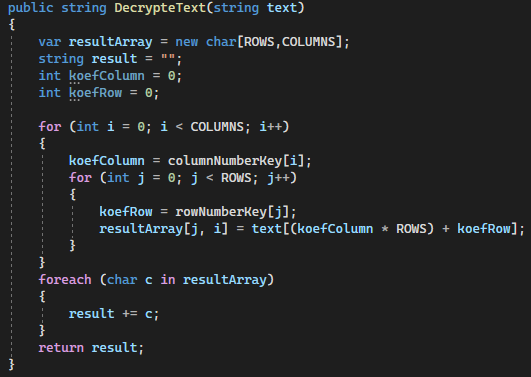 public string DecrypteText(string text)
{
    var resultArray = new char[ROWS,COLUMNS];
    string result = "";
    int koefColumn = 0;
    int koefRow = 0;

    for (int i = 0; i < COLUMNS; i++)
    {
        koefColumn = columnNumberKey[i];
        for (int j = 0; j < ROWS; j++)
        {
            koefRow = rowNumberKey[j];
            resultArray[j, i] = text[(koefColumn * ROWS) + koefRow];
        }
    }
    foreach (char c in resultArray)
    {
        result += c;
    }
    return result;
}